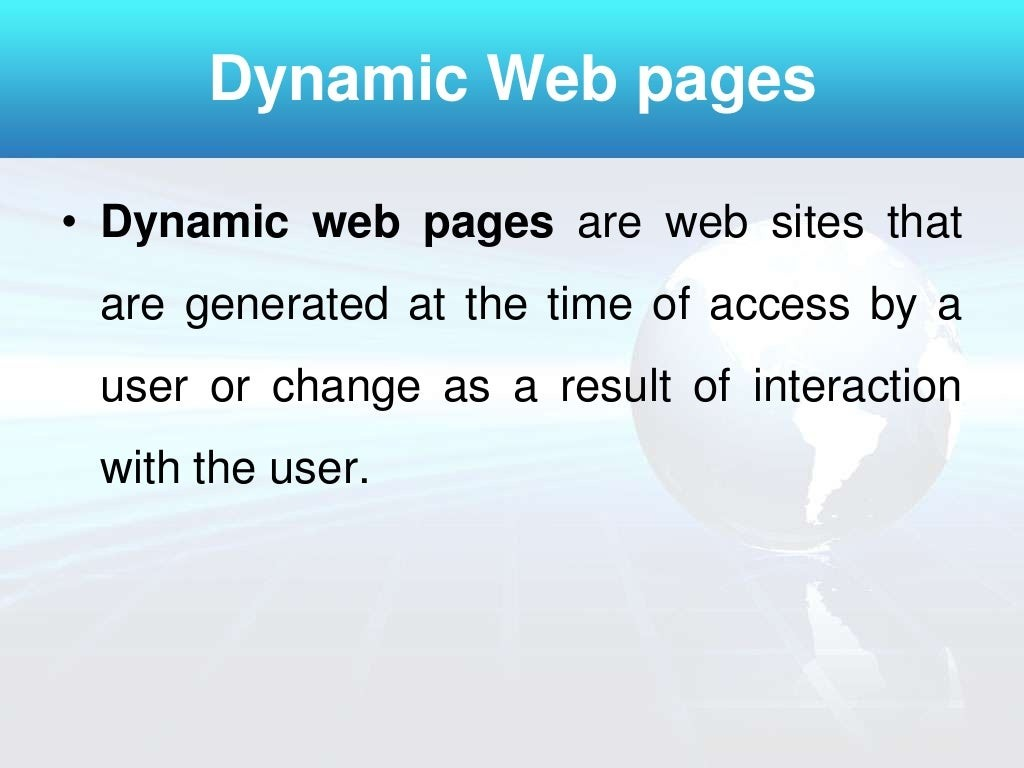 Dynamic Web pages
• Dynamic web pages are web sites that
are generated at the time of access by a
user or change as a result of interaction
with the user.